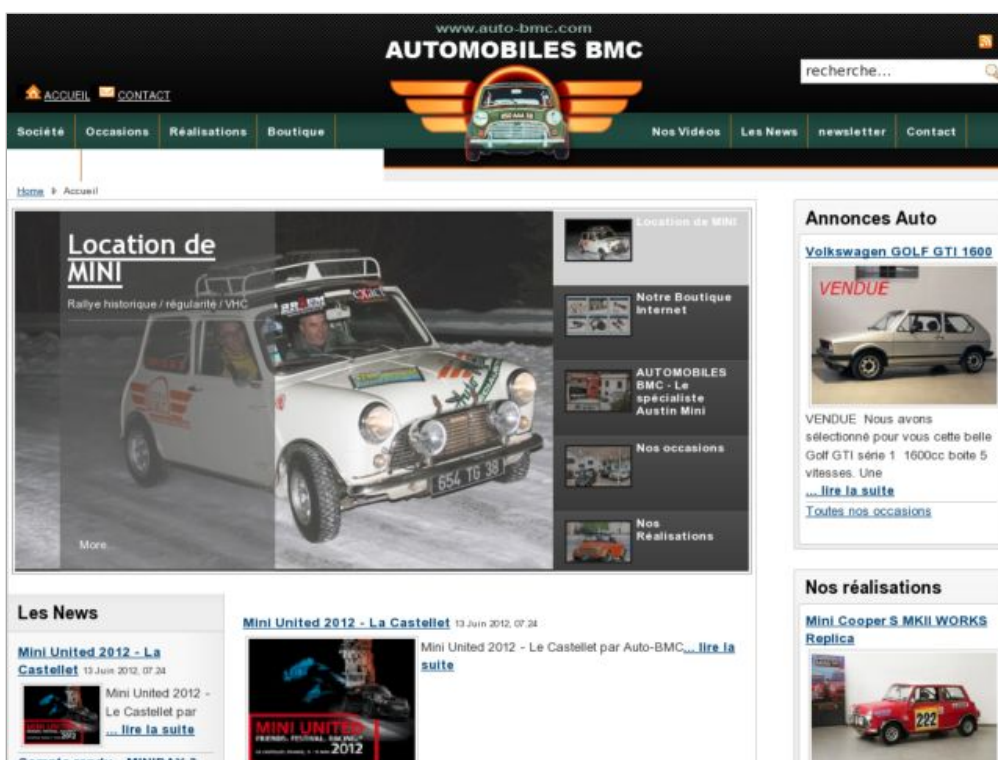 www.auto-bmc.com
AUTOMOBILES BMC
recherche...
ACCUEIL CONTACT
Société Occasions Réalisations Boutique Nos Vidéos Les News newsletter Contact
Home Accueil
Location de
MINI
Rallye historique / régularité / VHC
More..
654 TG 38
Location de MINI
Notre Boutique
Internet
AUTOMOBILES
BMC - Le
spécialiste
Austin Mini
Nos occasions
Nos
Réalisations
Annonces Auto
Volkswagen GOLF GTI 1600
VENDUE
VENDUE Nous avons
sélectionné pour vous cette belle
Golf GTI série 1 1600cc boite 5
vitesses. Une
... lire la suite
Toutes nos occasions
Les News
Mini United 2012 - La
Castellet 13 Juin 2012, 07.24
Mini United 2012 -
Le Castellet par
... lire la suite
Mini United 2012 - La Castellet 13 Juin 2012, 07.24
MINI UNITED
FRIENDS. FESTIVAL. RACING.
2012
Mini United 2012 - Le Castellet par Auto-BMC... lire la
suite
Nos réalisations
Mini Cooper S MKII WORKS
Replica
222